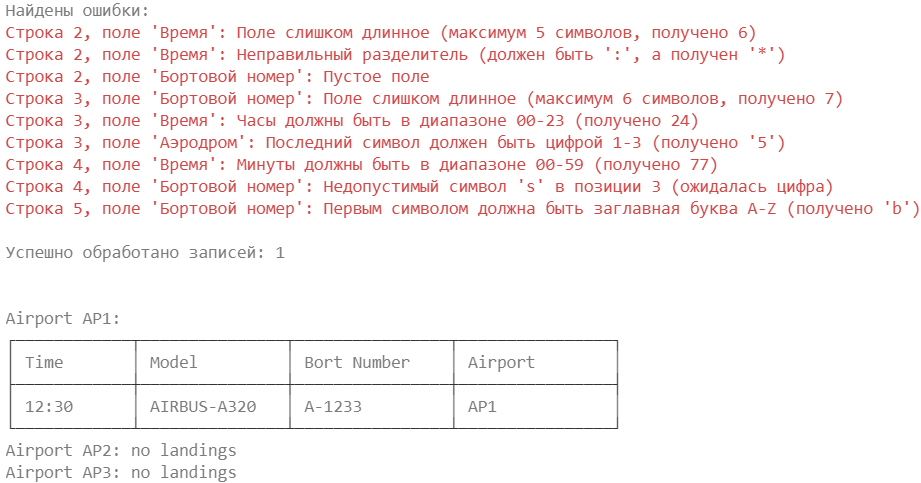 Найдены ошибки:
Строка 2, поле 'Время': Поле слишком длинное (максимум 5 символов, получено 6)
Строка 2, поле 'Время': Неправильный разделитель (должен быть ':', а получен '*')
Строка 2, поле 'Бортовой номер': Пустое поле
Строка 3, поле 'Бортовой номер': Поле слишком длинное (максимум 6 символов, получено 7)
Строка 3, поле 'Время': Часы должны быть в диапазоне 00-23 (получено 24)
Строка 3, поле 'Аэродром': Последний символ должен быть цифрой 1-3 (получено '5')
Строка 4, поле 'Время': Минуты должны быть в диапазоне 00-59 (получено 77)
Строка 4, поле 'Бортовой номер': Недопустимый символ 's' в позиции 3 (ожидалась цифра)
Строка 5, поле 'Бортовой номер': Первым символом должна быть заглавная буква A-Z (получено 'b')
Успешно обработано записей: 1
Airport AP1:
Time Model Bort Number Airport
12:30 AIRBUS-A320 A-1233 AP1
Airport AP2: no landings
Airport AP3: no landings